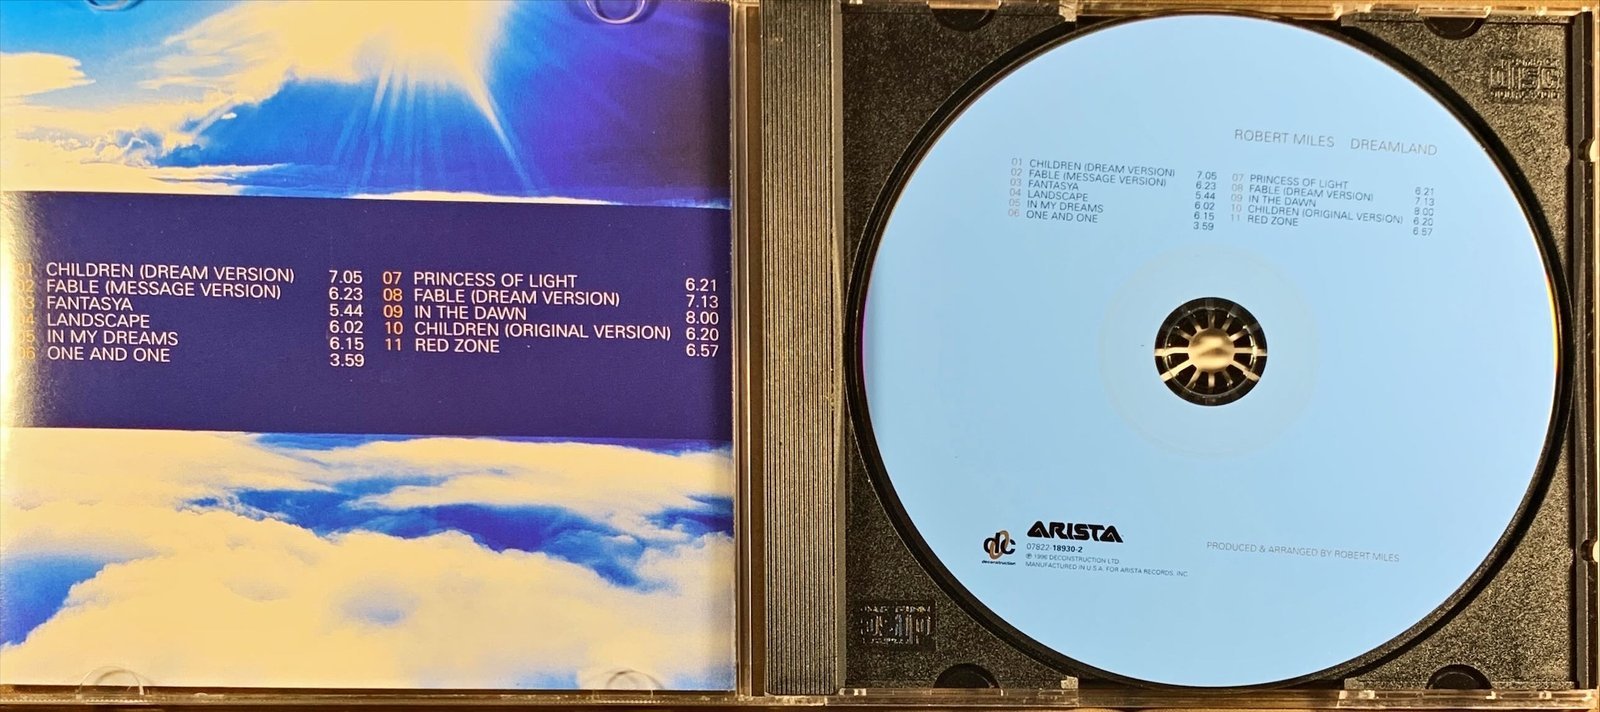 01 CHILDREN (DREAM VERSION) 7.05
02 FABLE (MESSAGE VERSION) 6.23
03 FANTASYA 5.44
04 LANDSCAPE 6.02
05 IN MY DREAMS 6.15
06 ONE AND ONE 3.59
07 PRINCESS OF LIGHT 6.21
08 FABLE (DREAM VERSION) 7.13
09 IN THE DAWN 8.00
10 CHILDREN (ORIGINAL VERSION) 6.20
11 RED ZONE 6.57
ROBERT MILES DREAMLAND
01 CHILDREN (DREAM VERSION) 7.05
02 FABLE (MESSAGE VERSION) 6.23
03 FANTASYA 5.44
04 LANDSCAPE 6.02
05 IN MY DREAMS 6.15
06 ONE AND ONE 3.59
07 PRINCESS OF LIGHT 6.21
08 FABLE (DREAM VERSION) 7.13
09 IN THE DAWN 8.00
10 CHILDREN (ORIGINAL VERSION) 6.20
11 RED ZONE 6.57
dc
deconstruction
ARISTA
07822-18930-2
℗ 1996 DECONSTRUCTION LTD.
MANUFACTURED IN U.S.A. FOR ARISTA RECORDS, INC
PRODUCED & ARRANGED BY ROBERT MILES
disc